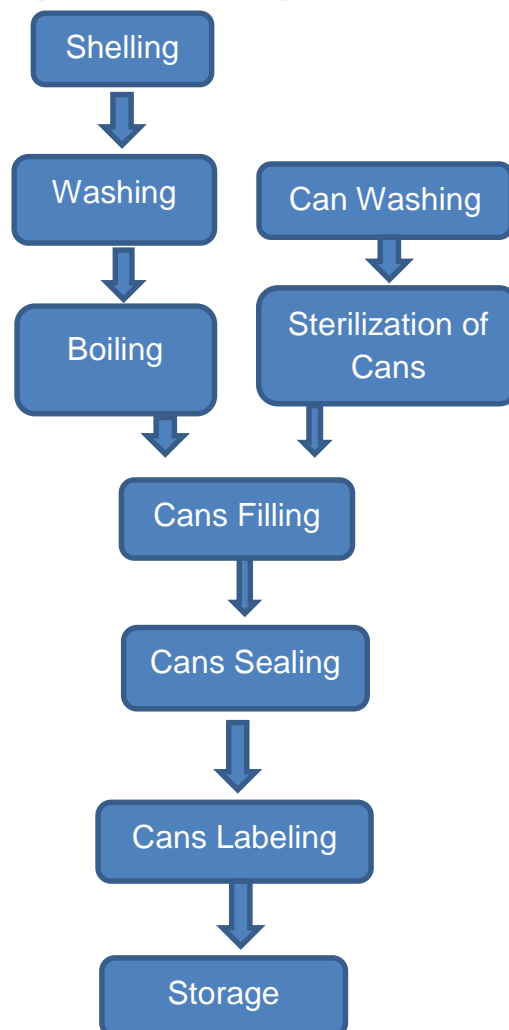 Shelling
Washing
Can Washing
Boiling
Sterilization of
Cans
Cans Filling
Cans Sealing
Cans Labeling
Storage